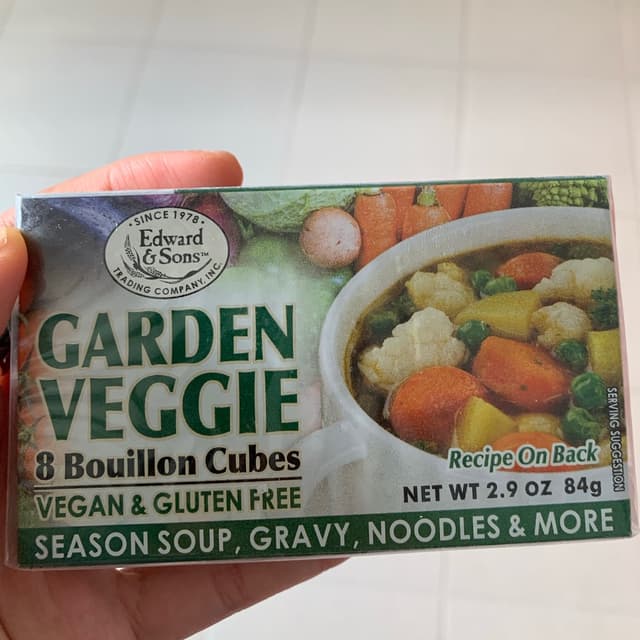 • SINCE 1978 •
Edward
& Sons™
TRADING COMPANY, INC.
GARDEN
VEGGIE
8 Bouillon Cubes
VEGAN & GLUTEN FREE
Recipe On Back
NET WT 2.9 OZ 84g
SERVING SUGGESTION
SEASON SOUP, GRAVY, NOODLES & MORE